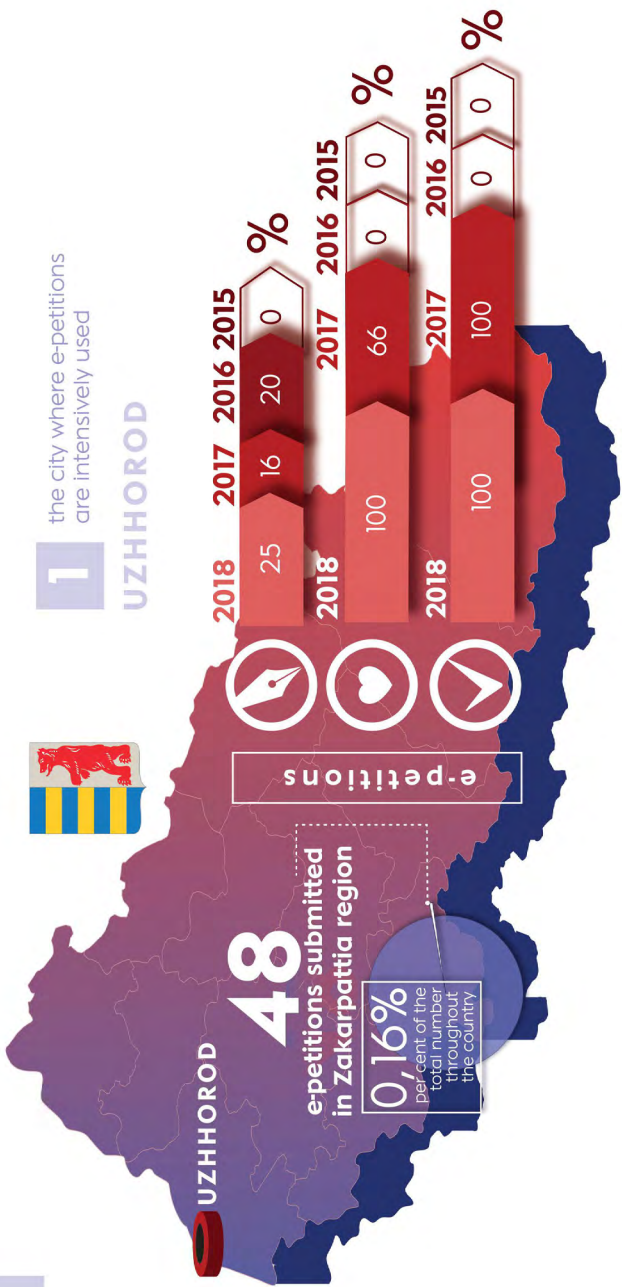 1
the city where e-petitions
are intensively used
UZHHOROD
UZHHOROD
48
e-petitions submitted
in Zakarpattia region
0,16%
per cent of the
total number
throughout
the country
e-petitions
2018 2017 2016 2015
25 16 20 0 %
2018 2017 2016 2015
100 66 0 0 %
2018 2017 2016 2015
100 100 0 0 %